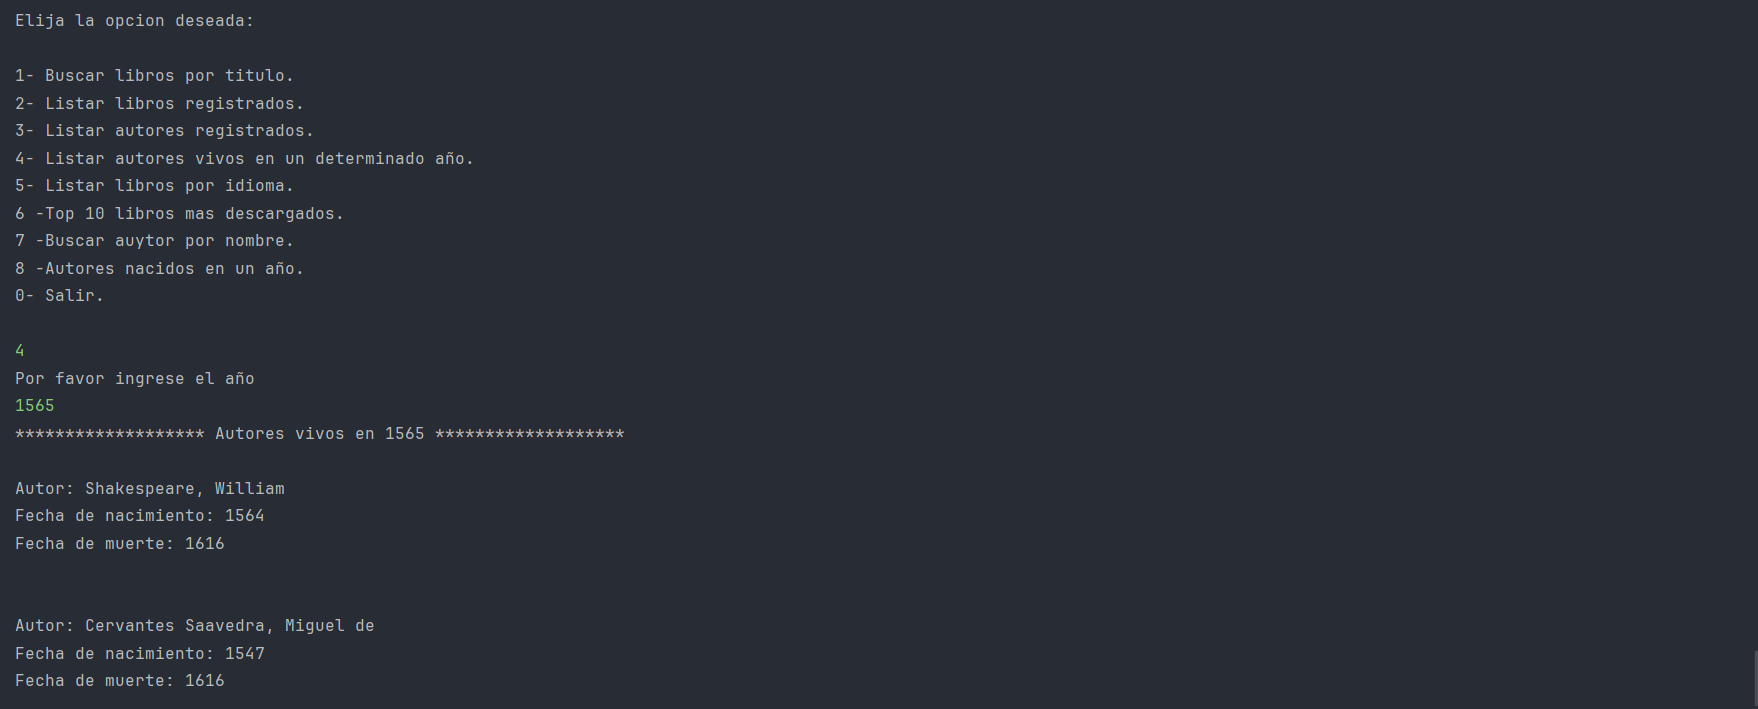 Elija la opcion deseada:
1- Buscar libros por titulo.
2- Listar libros registrados.
3- Listar autores registrados.
4- Listar autores vivos en un determinado año.
5- Listar libros por idioma.
6 -Top 10 libros mas descargados.
7 -Buscar auytor por nombre.
8 -Autores nacidos en un año.
0- Salir.
4
Por favor ingrese el año
1565
******************* Autores vivos en 1565 *******************
Autor: Shakespeare, William
Fecha de nacimiento: 1564
Fecha de muerte: 1616
Autor: Cervantes Saavedra, Miguel de
Fecha de nacimiento: 1547
Fecha de muerte: 1616